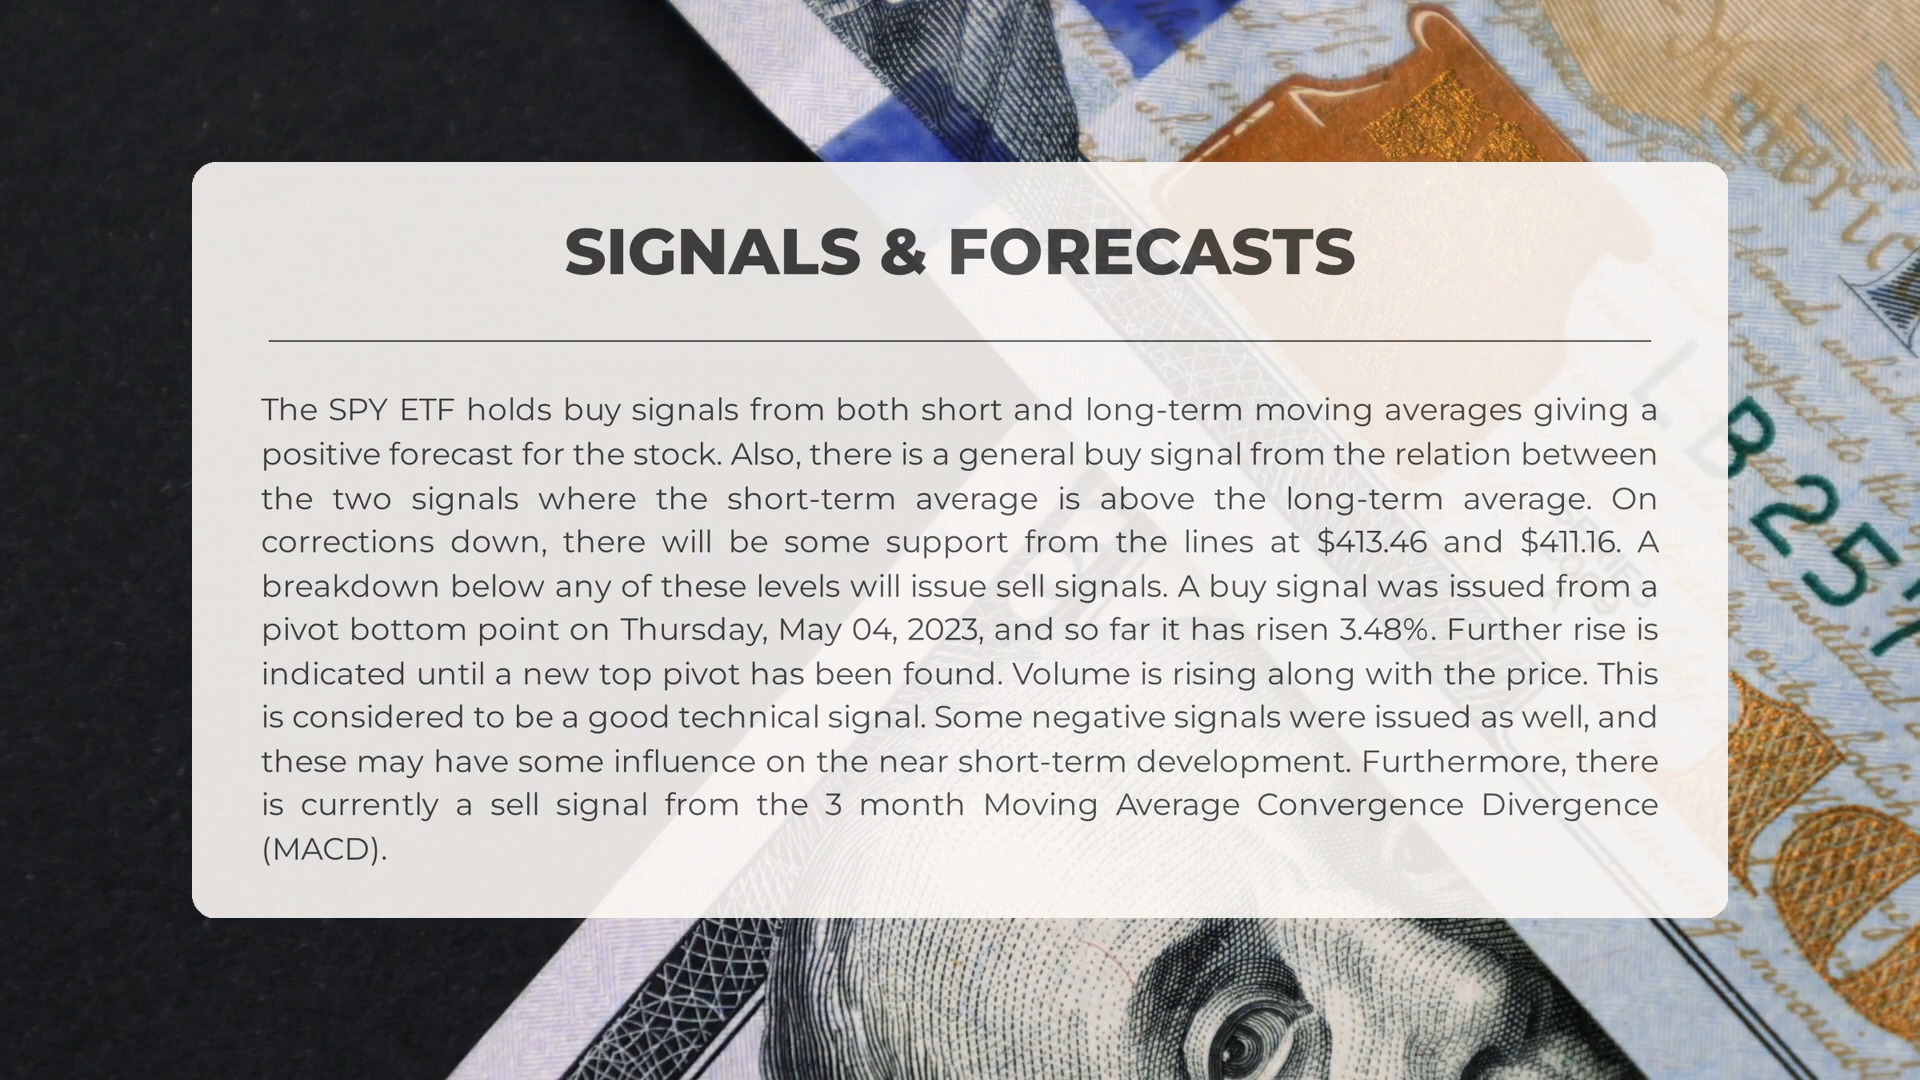 SIGNALS & FORECASTS
The SPY ETF holds buy signals from both short and long-term moving averages giving a
positive forecast for the stock. Also, there is a general buy signal from the relation between
the two signals where the short-term average is above the long-term average. On
corrections down, there will be some support from the lines at $413.46 and $411.16. A
breakdown below any of these levels will issue sell signals. A buy signal was issued from a
pivot bottom point on Thursday, May 04, 2023, and so far it has risen 3.48%. Further rise is
indicated until a new top pivot has been found. Volume is rising along with the price. This
is considered to be a good technical signal. Some negative signals were issued as well, and
these may have some influence on the near short-term development. Furthermore, there
is currently a sell signal from the 3 month Moving Average Convergence Divergence
(MACD).